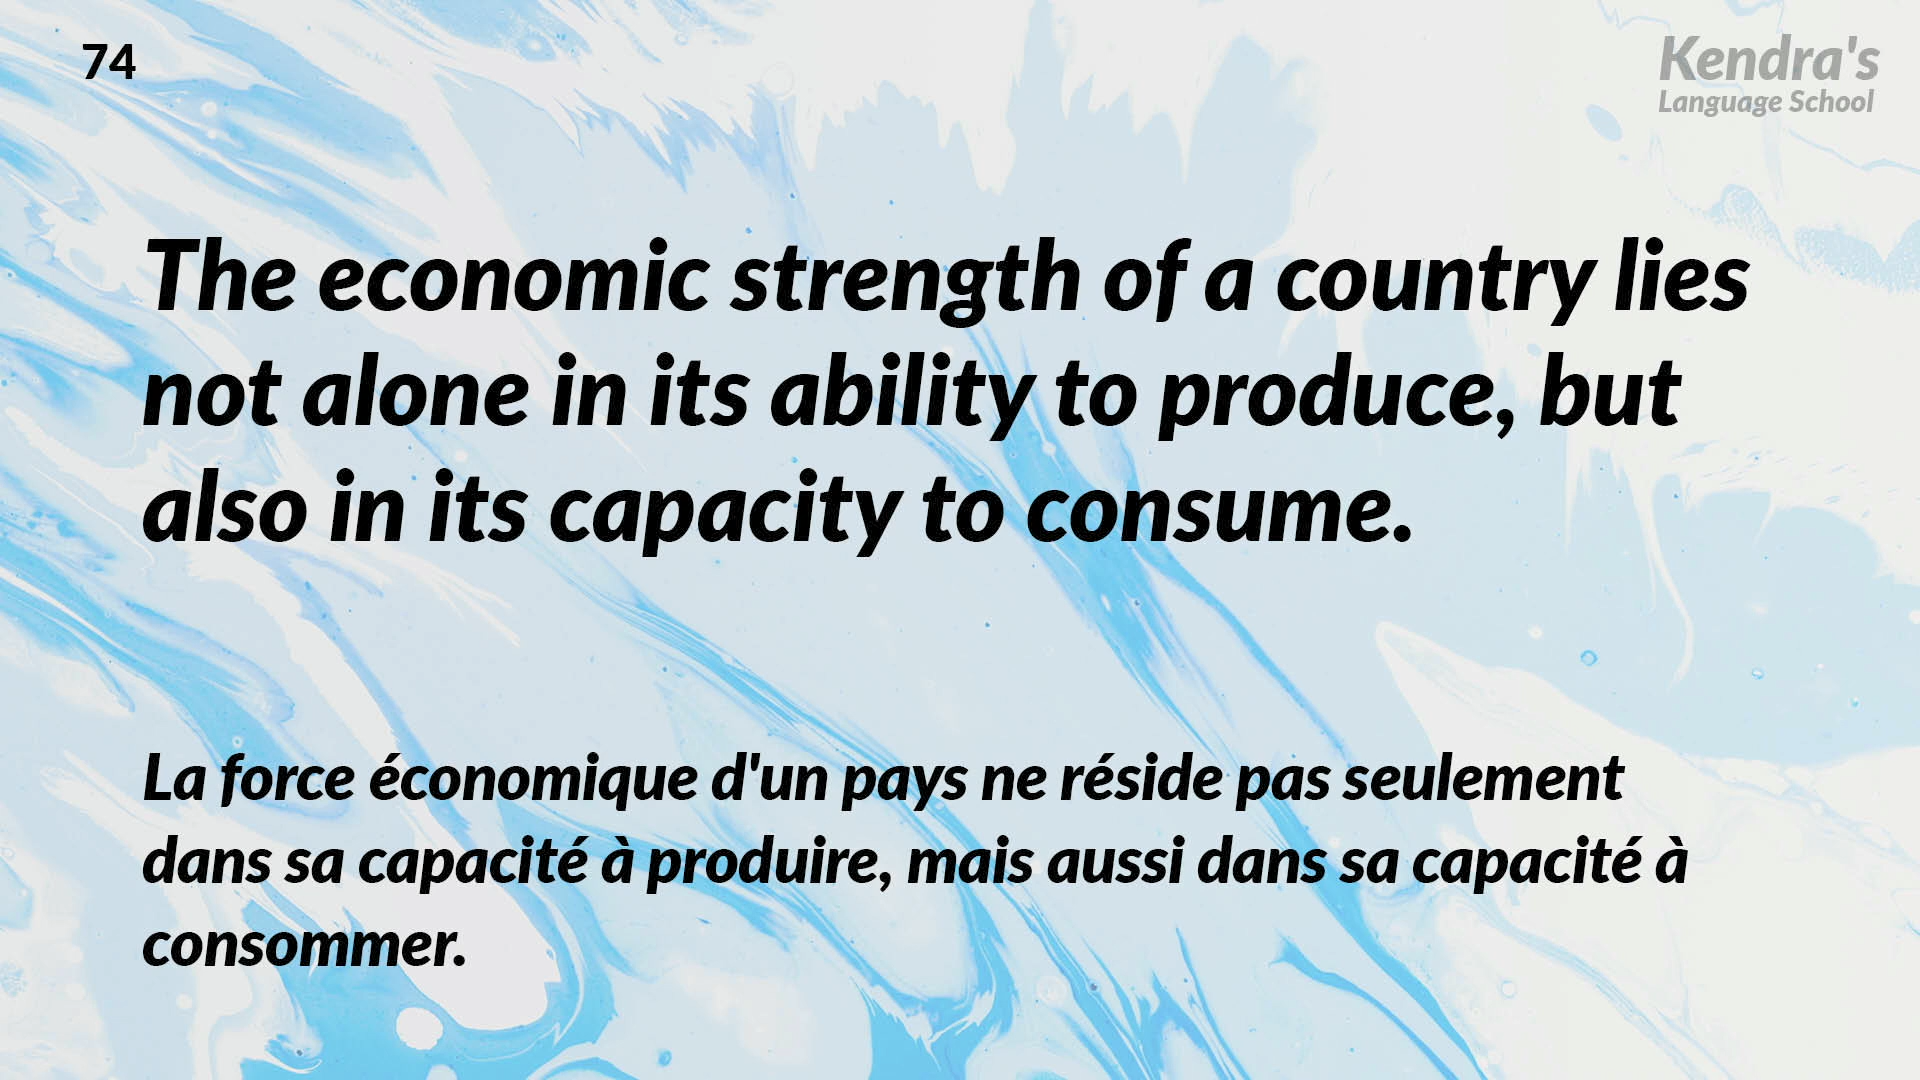 74
Kendra's
Language School
The economic strength of a country lies
not alone in its ability to produce, but
also in its capacity to consume.
La force économique d'un pays ne réside pas seulement
dans sa capacité à produire, mais aussi dans sa capacité à
consommer.